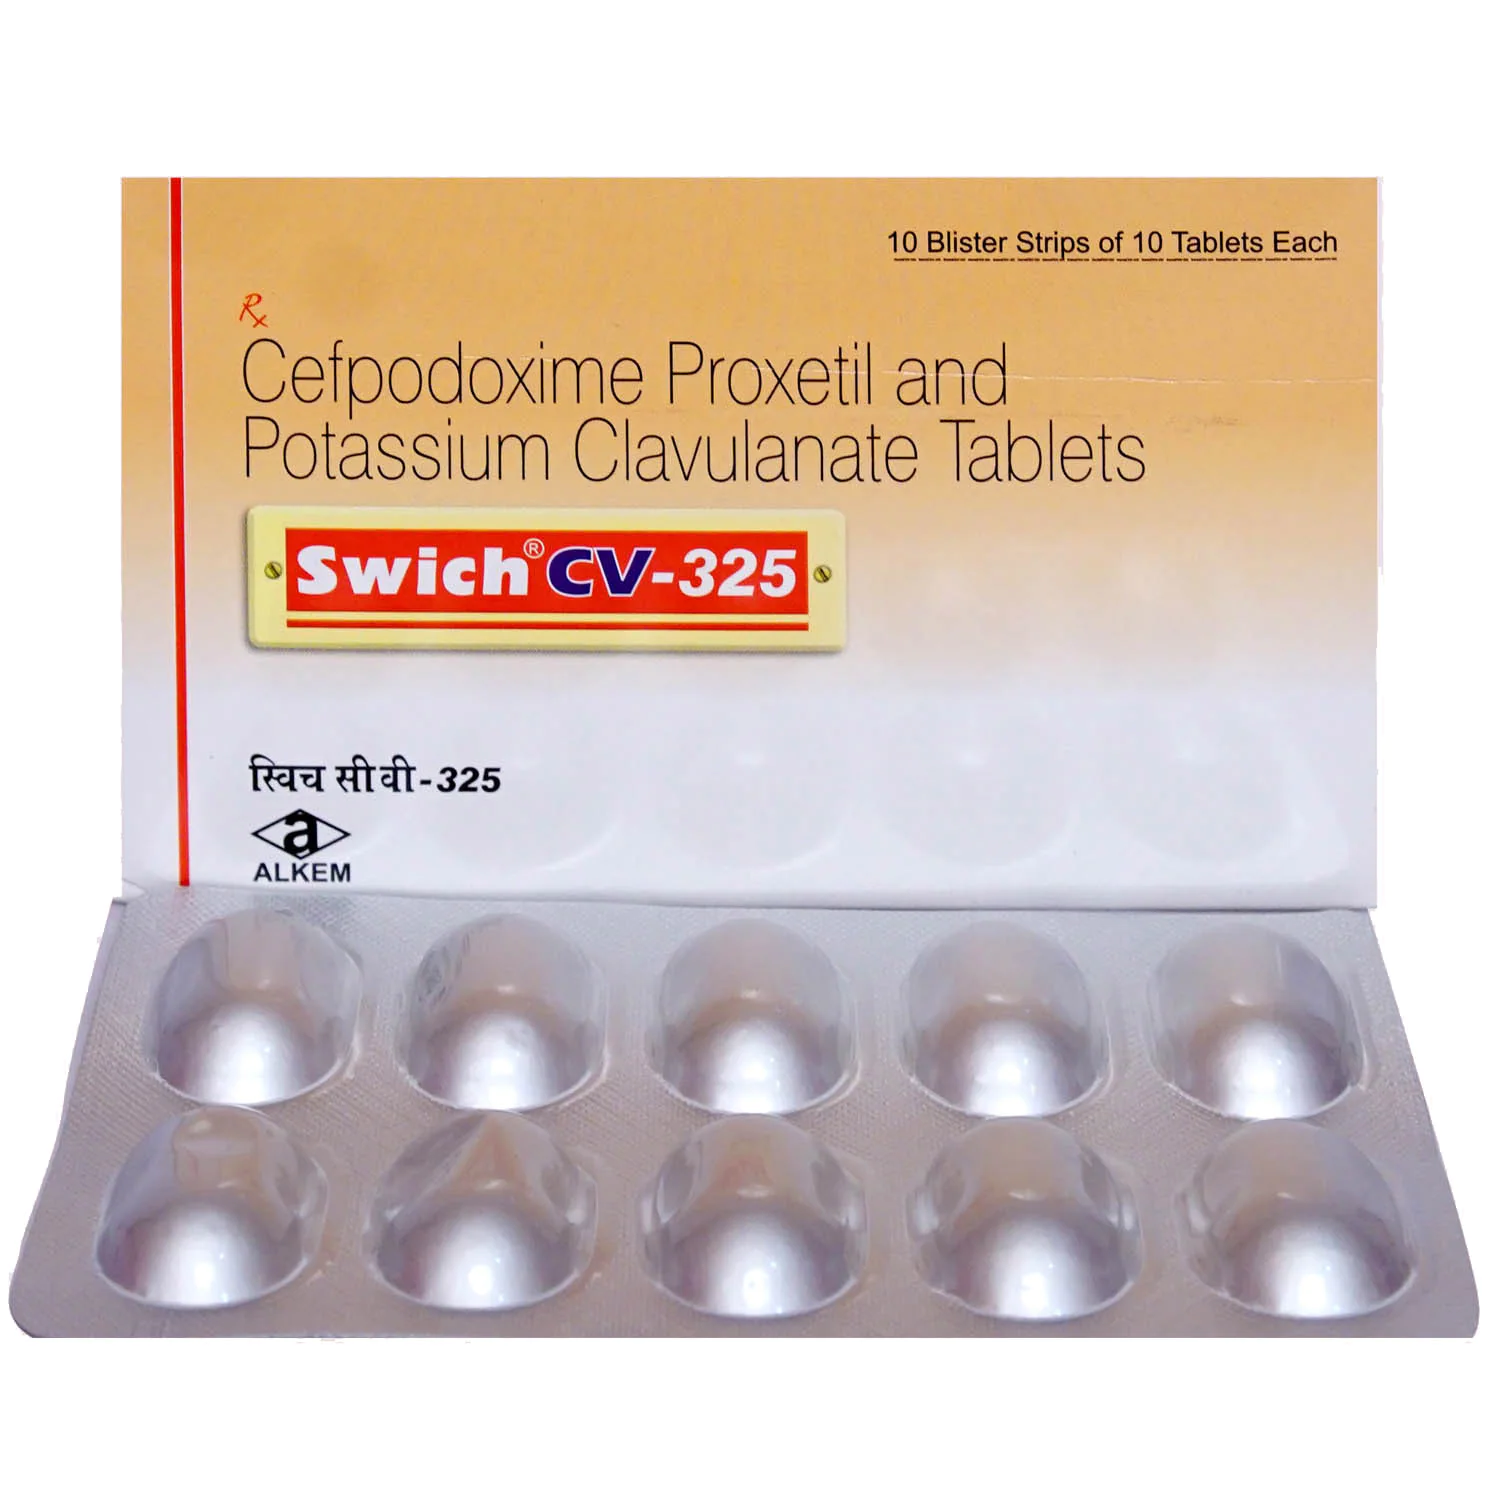 10 Blister Strips of 10 Tablets Each
Rx
Cefpodoxime Proxetil and
Potassium Clavulanate Tablets
Swich® CV-325
स्विच सीवी-325
a
ALKEM